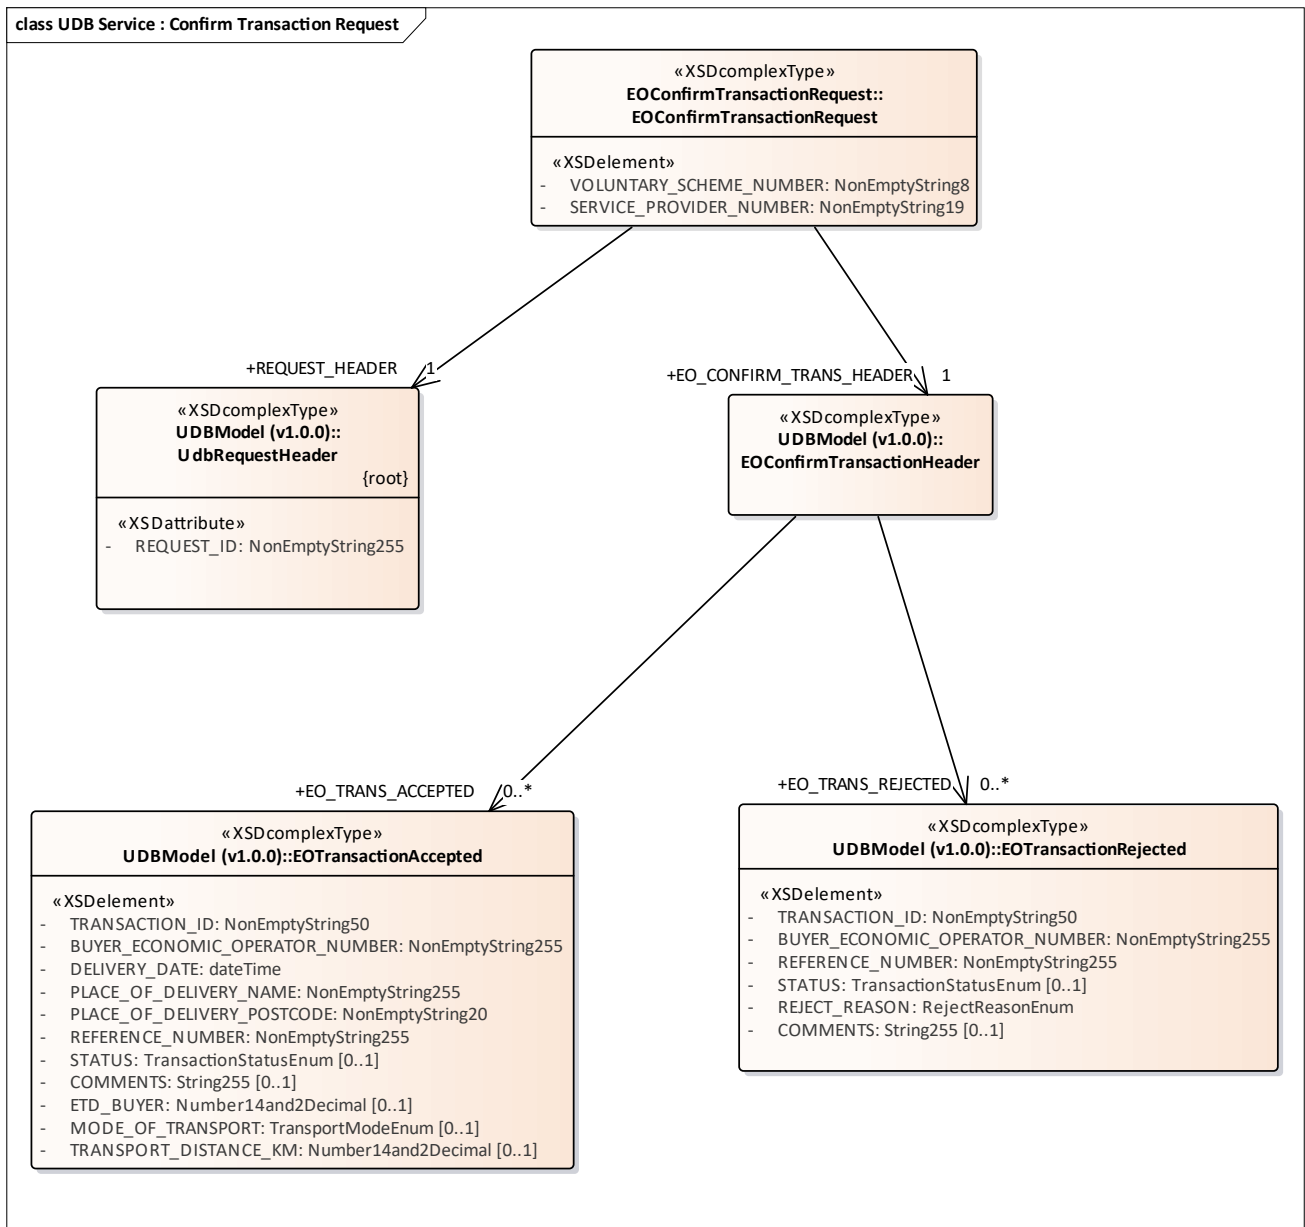 class UDB Service : Confirm Transaction Request
«XSDcomplexType»
EOConfirmTransactionRequest::
EOConfirmTransactionRequest
«XSDelement»
- VOLUNTARY_SCHEME_NUMBER: NonEmptyString8
- SERVICE_PROVIDER_NUMBER: NonEmptyString19
+REQUEST_HEADER 1
+EO_CONFIRM_TRANS_HEADER 1
«XSDcomplexType»
UDBModel (v1.0.0)::
UdbRequestHeader
{root}
«XSDattribute»
- REQUEST_ID: NonEmptyString255
«XSDcomplexType»
UDBModel (v1.0.0)::
EOConfirmTransactionHeader
+EO_TRANS_ACCEPTED 0..*
+EO_TRANS_REJECTED 0..*
«XSDcomplexType»
UDBModel (v1.0.0)::EOTransactionAccepted
«XSDelement»
- TRANSACTION_ID: NonEmptyString50
- BUYER_ECONOMIC_OPERATOR_NUMBER: NonEmptyString255
- DELIVERY_DATE: dateTime
- PLACE_OF_DELIVERY_NAME: NonEmptyString255
- PLACE_OF_DELIVERY_POSTCODE: NonEmptyString20
- REFERENCE_NUMBER: NonEmptyString255
- STATUS: TransactionStatusEnum [0..1]
- COMMENTS: String255 [0..1]
- ETD_BUYER: Number14and2Decimal [0..1]
- MODE_OF_TRANSPORT: TransportModeEnum [0..1]
- TRANSPORT_DISTANCE_KM: Number14and2Decimal [0..1]
«XSDcomplexType»
UDBModel (v1.0.0)::EOTransactionRejected
«XSDelement»
- TRANSACTION_ID: NonEmptyString50
- BUYER_ECONOMIC_OPERATOR_NUMBER: NonEmptyString255
- REFERENCE_NUMBER: NonEmptyString255
- STATUS: TransactionStatusEnum [0..1]
- REJECT_REASON: RejectReasonEnum
- COMMENTS: String255 [0..1]